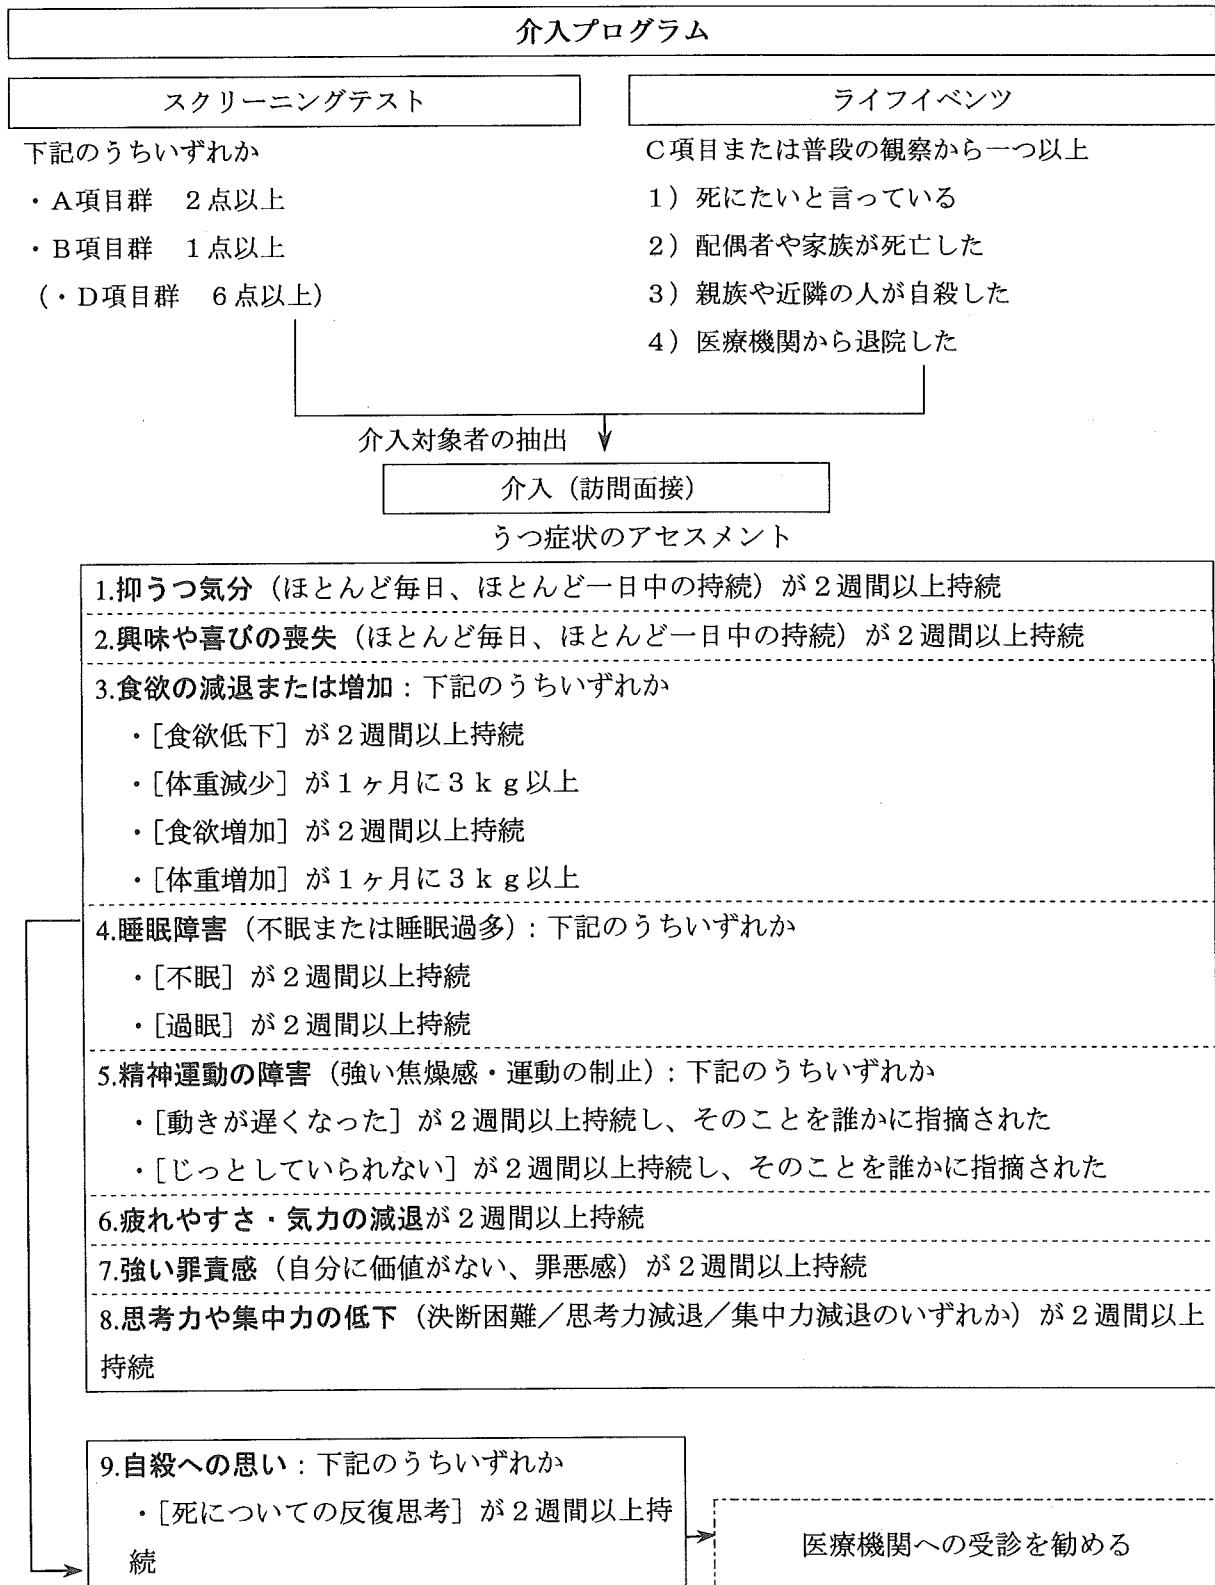 介入プログラム
スクリーニングテスト
下記のうちいずれか
・A項目群　2点以上
・B項目群　1点以上
（・D項目群　6点以上）
ライフイベンツ
C項目または普段の観察から一つ以上
1）死にたいと言っている
2）配偶者や家族が死亡した
3）親族や近隣の人が自殺した
4）医療機関から退院した
介入対象者の抽出
介入（訪問面接）
うつ症状のアセスメント
1.抑うつ気分（ほとんど毎日、ほとんど一日中の持続）が2週間以上持続
2.興味や喜びの喪失（ほとんど毎日、ほとんど一日中の持続）が2週間以上持続
3.食欲の減退または増加：下記のうちいずれか
・［食欲低下］が2週間以上持続
・［体重減少］が1ヶ月に3kg以上
・［食欲増加］が2週間以上持続
・［体重増加］が1ヶ月に3kg以上
4.睡眠障害（不眠または睡眠過多）：下記のうちいずれか
・［不眠］が2週間以上持続
・［過眠］が2週間以上持続
5.精神運動の障害（強い焦燥感・運動の制止）：下記のうちいずれか
・［動きが遅くなった］が2週間以上持続し、そのことを誰かに指摘された
・［じっとしていられない］が2週間以上持続し、そのことを誰かに指摘された
6.疲れやすさ・気力の減退が2週間以上持続
7.強い罪責感（自分に価値がない、罪悪感）が2週間以上持続
8.思考力や集中力の低下（決断困難／思考力減退／集中力減退のいずれか）が2週間以上
持続
9.自殺への思い：下記のうちいずれか
・［死についての反復思考］が2週間以上持
続
医療機関への受診を勧める